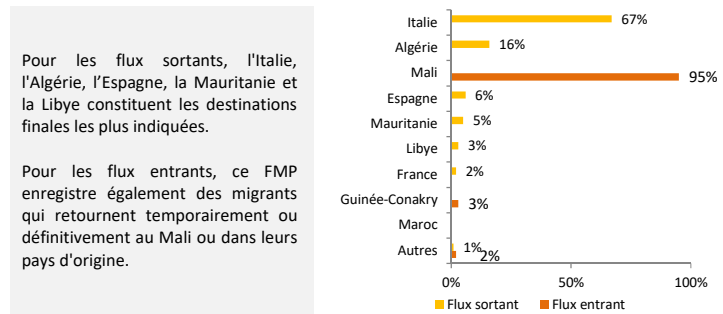 Pour les flux sortants, l'Italie,
l'Algérie, l’Espagne, la Mauritanie et
la Libye constituent les destinations
finales les plus indiquées.
Pour les flux entrants, ce FMP
enregistre également des migrants
qui retournent temporairement ou
définitivement au Mali ou dans leurs
pays d'origine.
Italie 67%
Algérie 16%
Mali 95%
Espagne 6%
Mauritanie 5%
Libye 3%
France 2%
Guinée-Conakry 3%
Maroc
Autres 1% 2%
0% 50% 100%
Flux sortant Flux entrant